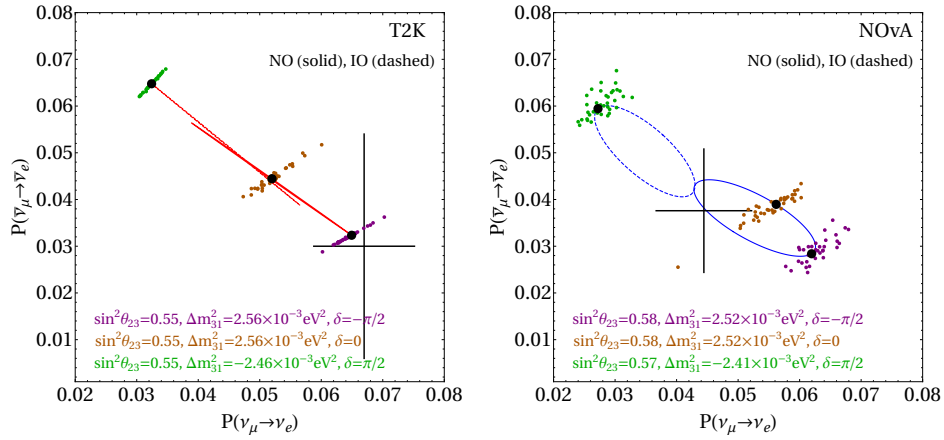 T2K
NO (solid), IO (dashed)
P(ν̄μ→ν̄e)
0.08
0.07
0.06
0.05
0.04
0.03
0.02
0.01
sin²θ23=0.55, Δm²31=2.56×10⁻³eV², δ=−π/2
sin²θ23=0.55, Δm²31=2.56×10⁻³eV², δ=0
sin²θ23=0.55, Δm²31=−2.46×10⁻³eV², δ=π/2
0.02 0.03 0.04 0.05 0.06 0.07 0.08
P(νμ→νe)
NOνA
NO (solid), IO (dashed)
P(ν̄μ→ν̄e)
0.08
0.07
0.06
0.05
0.04
0.03
0.02
0.01
sin²θ23=0.58, Δm²31=2.52×10⁻³eV², δ=−π/2
sin²θ23=0.58, Δm²31=2.52×10⁻³eV², δ=0
sin²θ23=0.57, Δm²31=−2.41×10⁻³eV², δ=π/2
0.02 0.03 0.04 0.05 0.06 0.07 0.08
P(νμ→νe)